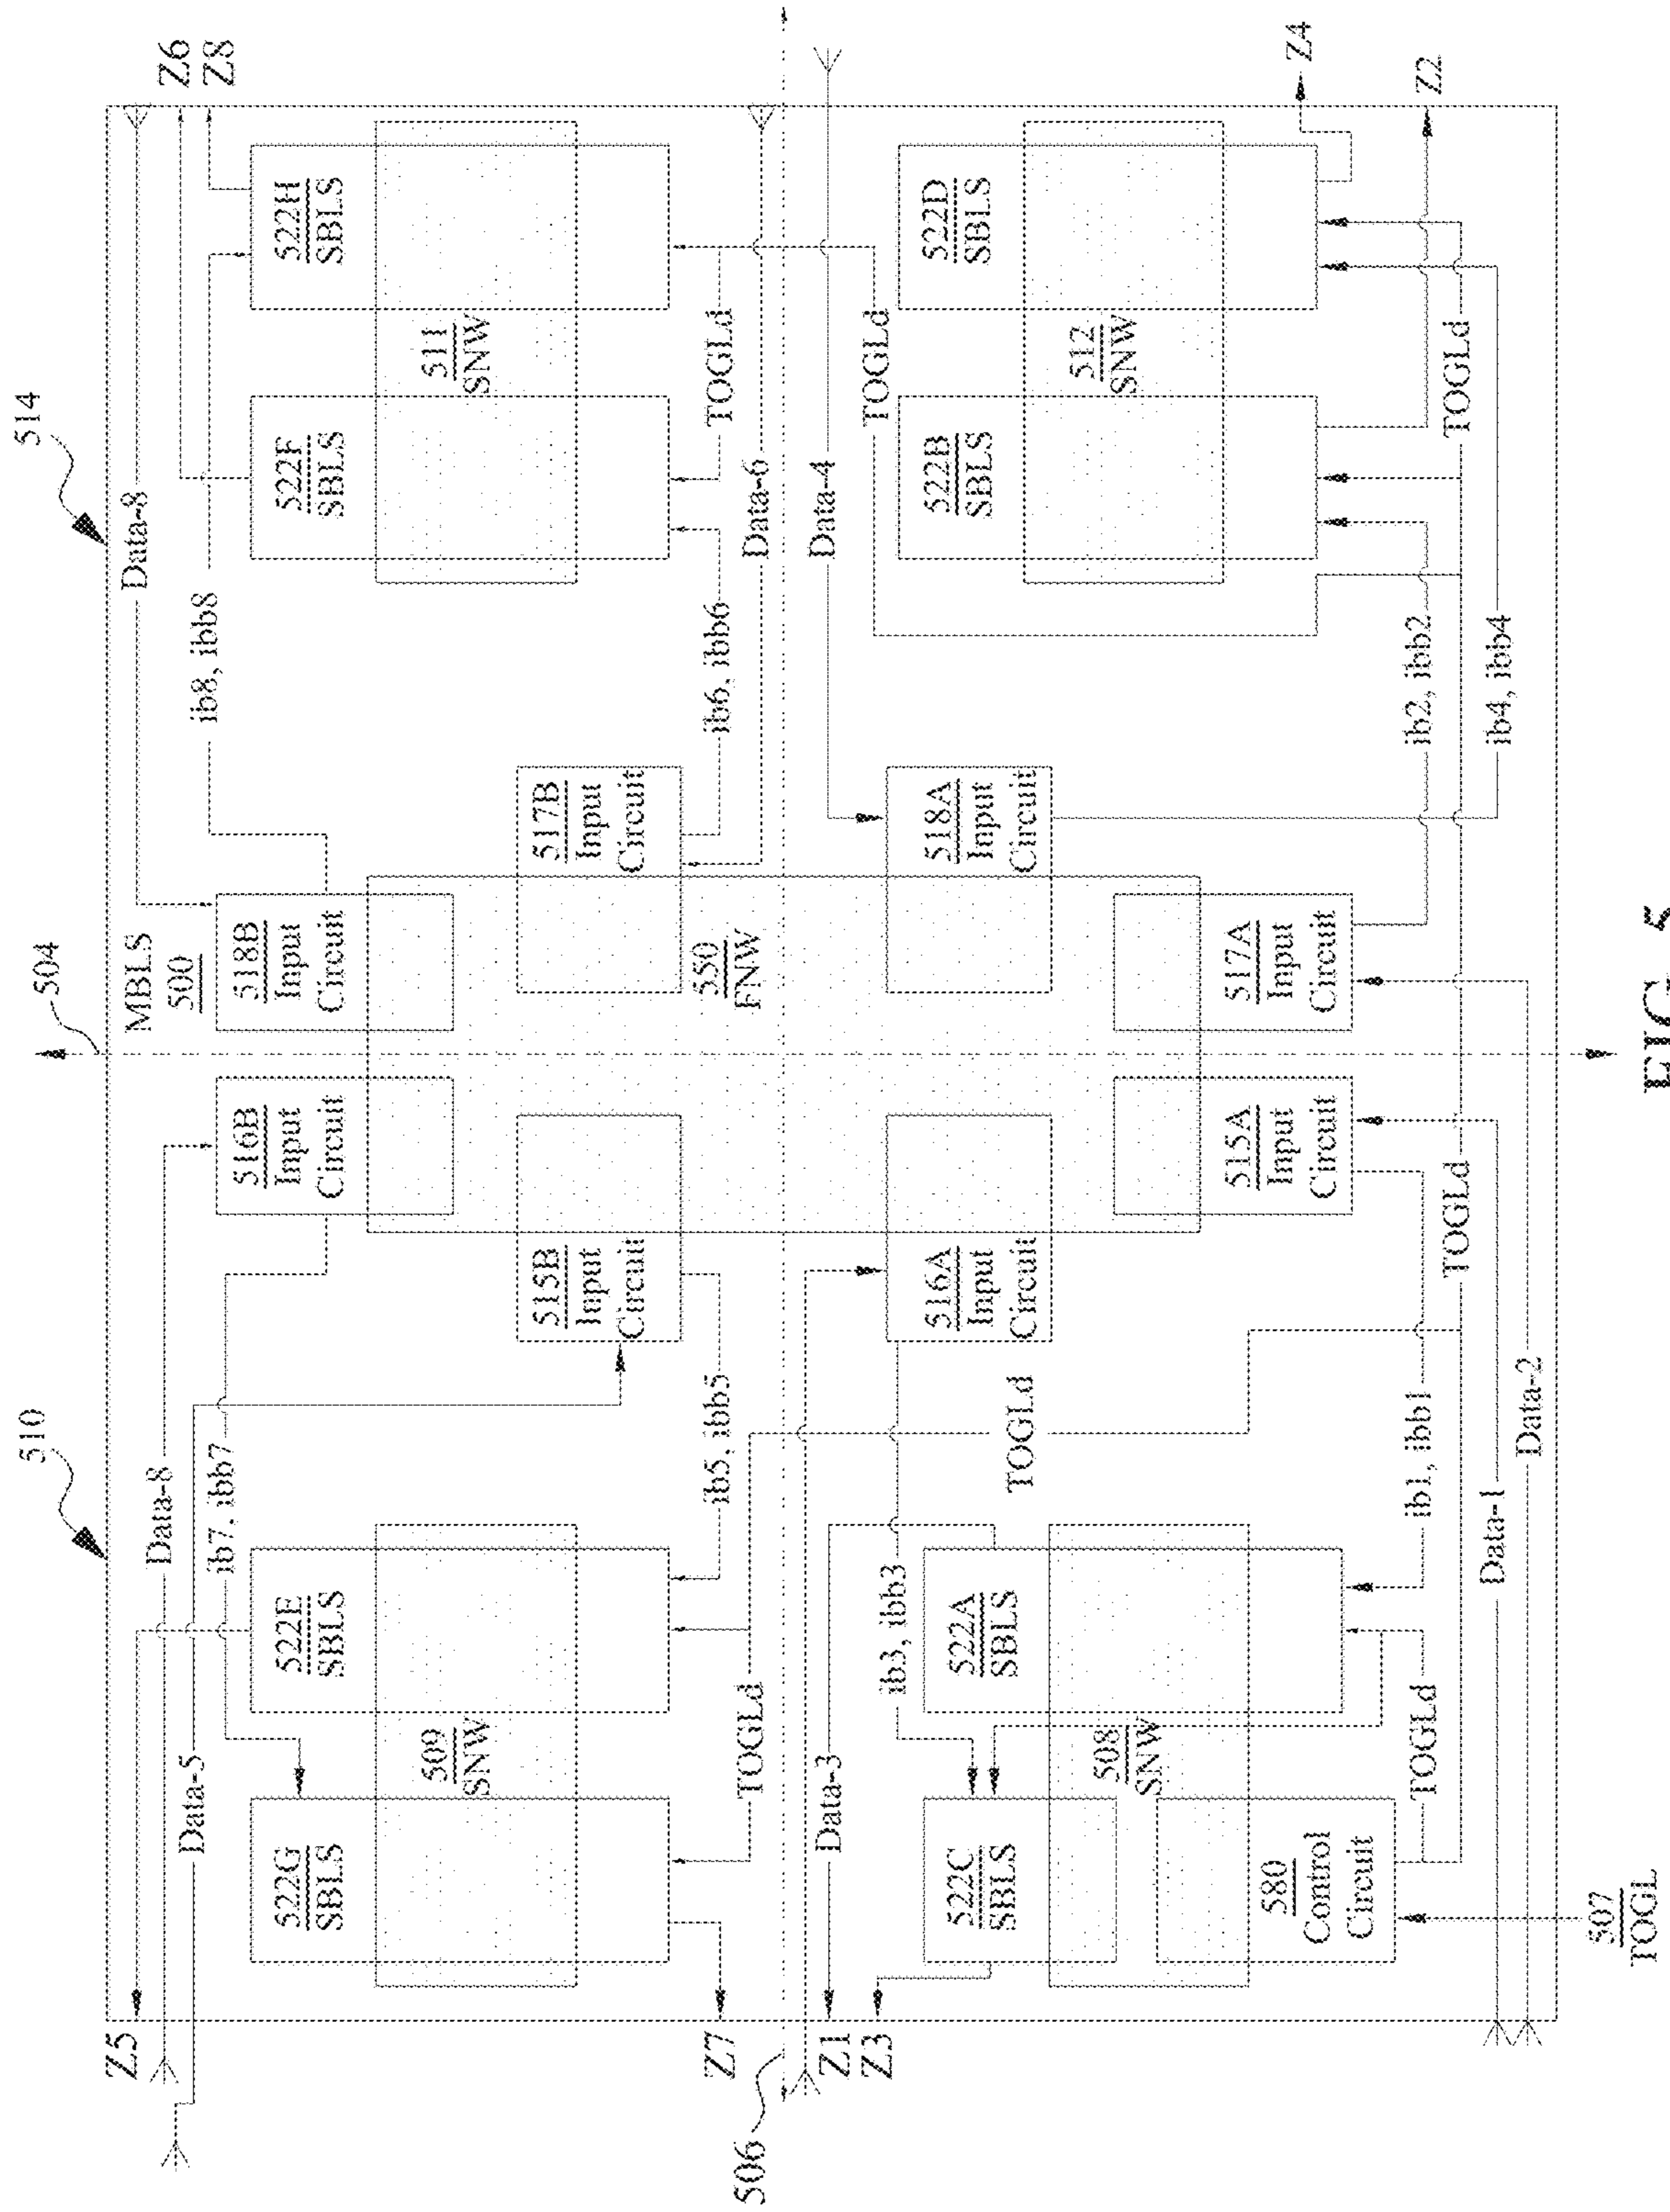 514
510
504
Z6
Z8
Data-8
MBLS
500
ib8, ibb8
Data-8
Z5
ib7, ibb7
Data-5
522H
SBLS
522F
SBLS
518B
Input
Circuit
516B
Input
Circuit
522E
SBLS
522G
SBLS
511
SNW
509
SNW
517B
Input
Circuit
515B
Input
Circuit
TOGLd
ib6, ibb6
ib5, ibb5
550
FNW
Data-6
TOGLd
Z7
506
Z4
Data-4
Data-3
Z1
Z3
TOGLd
ib3, ibb3
518A
Input
Circuit
516A
Input
Circuit
TOGLd
522D
SBLS
522B
SBLS
522A
SBLS
522C
SBLS
512
SNW
508
SNW
517A
Input
Circuit
515A
Input
Circuit
580
Control
Circuit
Z2
ib2, ibb2
ib1, ibb1
TOGLd
TOGLd
TOGLd
ib4, ibb4
Data-1
Data-2
507
TOGL
FIG. 5